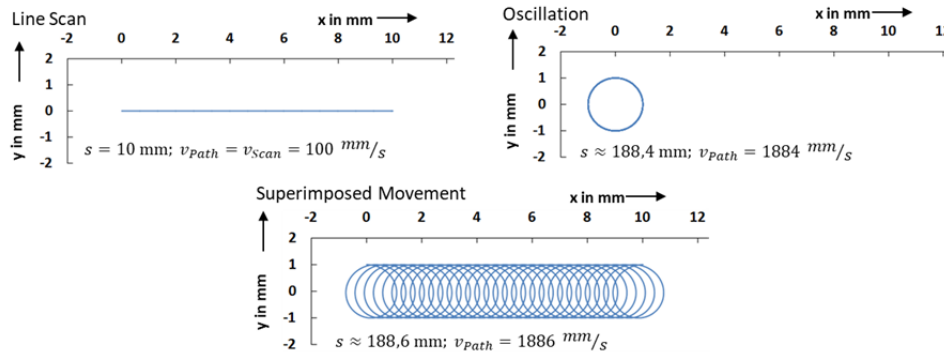 Line Scan
x in mm
-2 0 2 4 6 8 10 12
2
1
0
-1
-2
y in mm
s = 10 mm; v_Path = v_Scan = 100 mm/s
Oscillation
x in mm
-2 0 2 4 6 8 10 12
2
1
0
-1
-2
y in mm
s ≈ 188,4 mm; v_Path = 1884 mm/s
Superimposed Movement
x in mm
-2 0 2 4 6 8 10 12
2
1
0
-1
-2
y in mm
s ≈ 188,6 mm; v_Path = 1886 mm/s